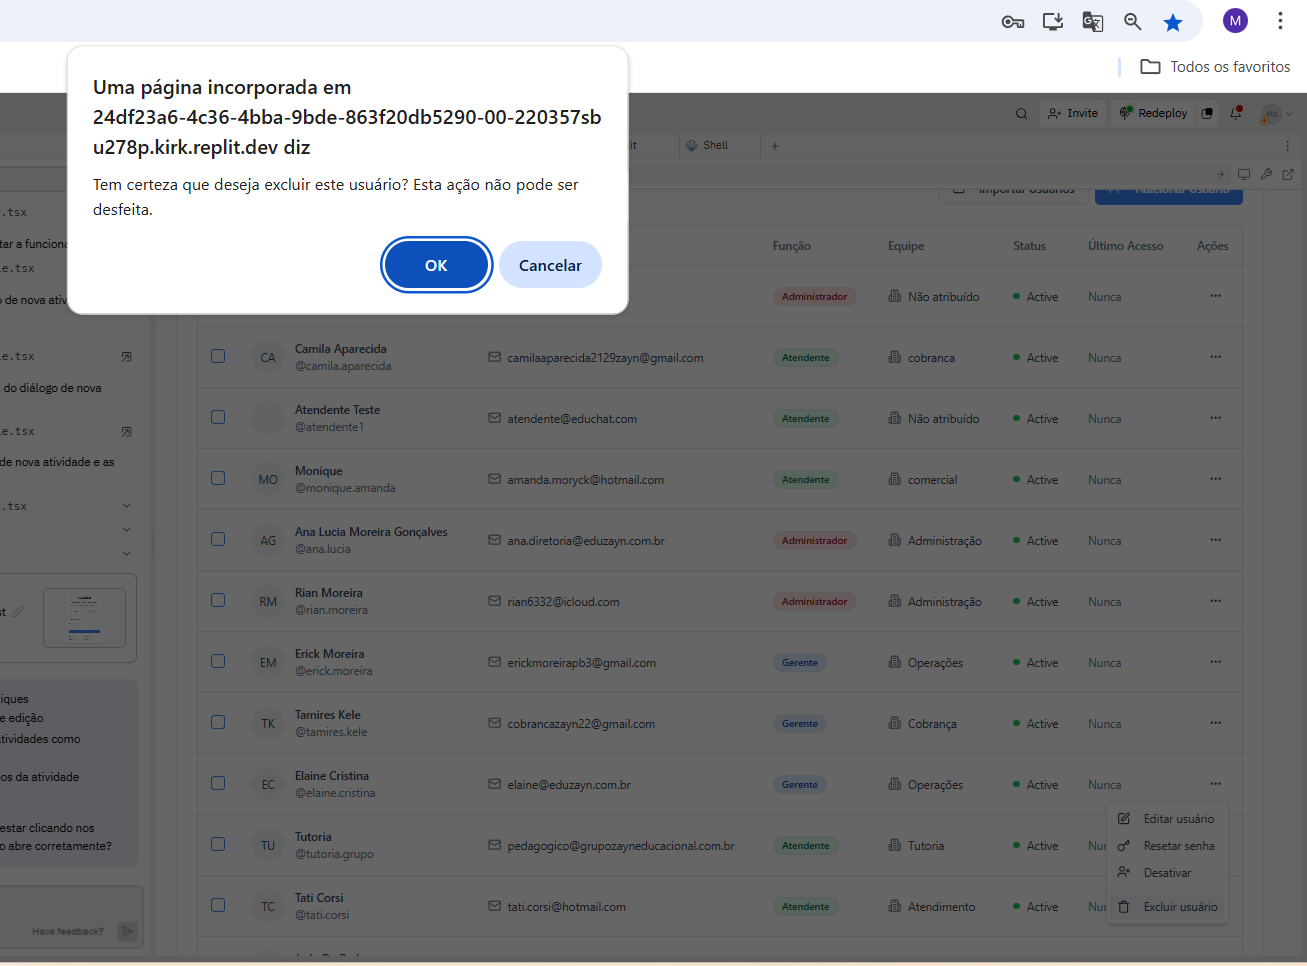 M
Todos os favoritos
Uma página incorporada em
24df23a6-4c36-4bba-9bde-863f20db5290-00-220357sb
u278p.kirk.replit.dev diz
Tem certeza que deseja excluir este usuário? Esta ação não pode ser
desfeita.
OK
Cancelar
Invite
Redeploy
MA
it
Shell
Importar Usuários
Adicionar Usuário
.tsx
tar a funciona
e.tsx
o de nova ativ
e.tsx
do diálogo de nova
e.tsx
de nova atividade e as
.tsx
st
iques
e edição
atividades como
os da atividade
estar clicando nos
o abre corretamente?
Have feedback?
Função Equipe Status Último Acesso Ações
Administrador Não atribuído Active Nunca
CA Camila Aparecida camilaaparecida2129zayn@gmail.com Atendente cobranca Active Nunca
@camila.aparecida
Atendente Teste atendente@educhat.com Atendente Não atribuído Active Nunca
@atendente1
MO Monique amanda.moryck@hotmail.com Atendente comercial Active Nunca
@monique.amanda
AG Ana Lucia Moreira Gonçalves ana.diretoria@eduzayn.com.br Administrador Administração Active Nunca
@ana.lucia
RM Rian Moreira rian6332@icloud.com Administrador Administração Active Nunca
@rian.moreira
EM Erick Moreira erickmoreirapb3@gmail.com Gerente Operações Active Nunca
@erick.moreira
TK Tamires Kele cobrancazayn22@gmail.com Gerente Cobrança Active Nunca
@tamires.kele
EC Elaine Cristina elaine@eduzayn.com.br Gerente Operações Active Nunca
@elaine.cristina
TU Tutoria pedagogico@grupozayneducacional.com.br Atendente Tutoria Active Nu
@tutoria.grupo
TC Tati Corsi tati.corsi@hotmail.com Atendente Atendimento Active Nun
@tati.corsi
Editar usuário
Resetar senha
Desativar
Excluir usuário